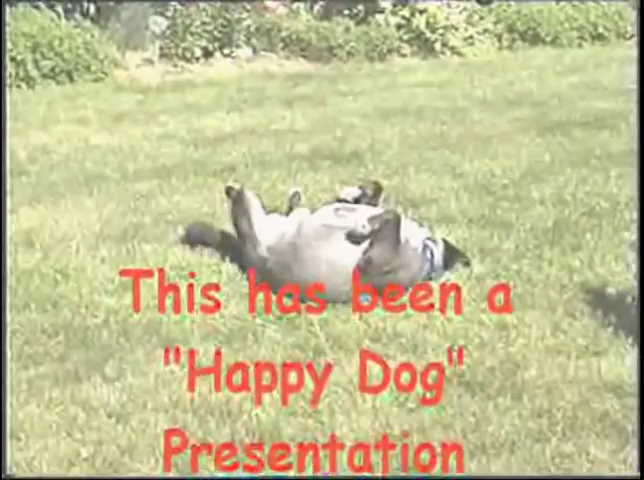 This has been a
"Happy Dog"
Presentation